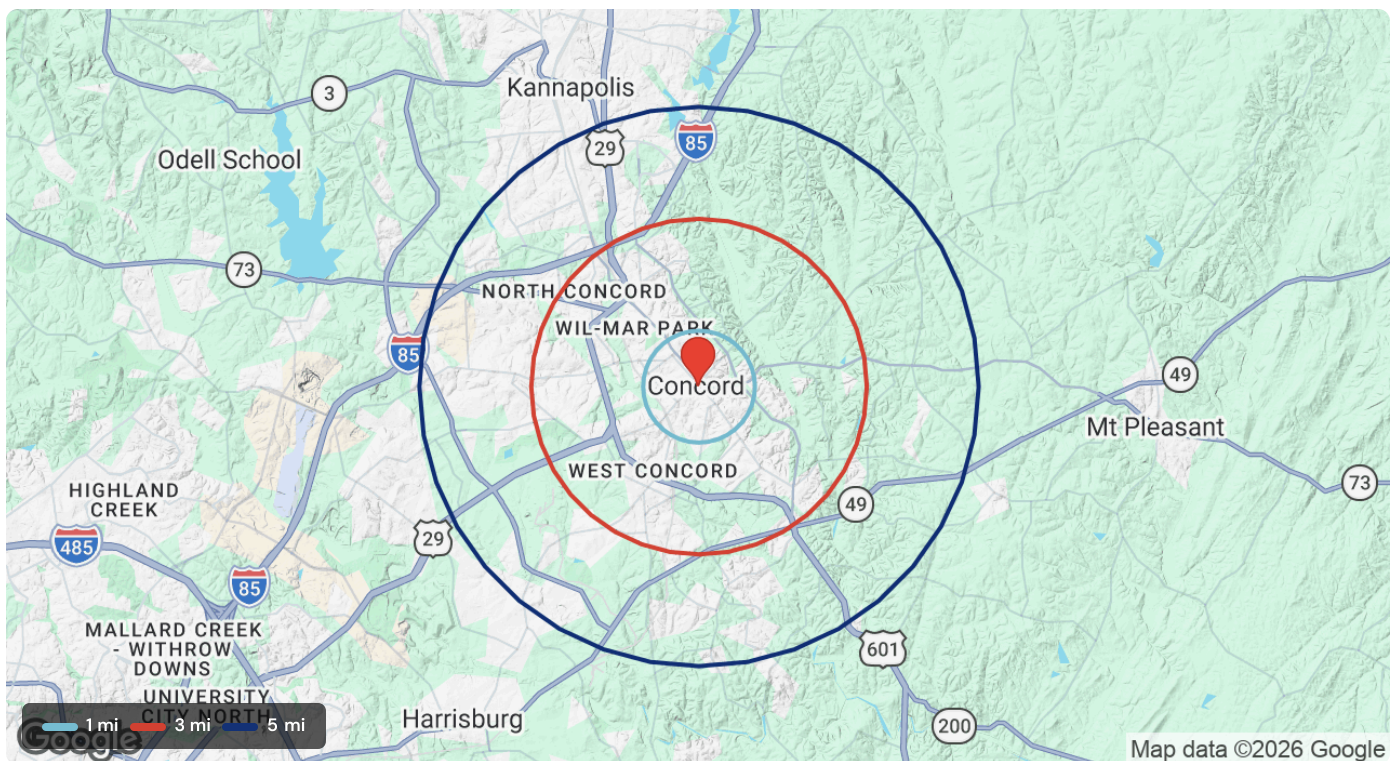 Kannapolis
3
85
29
Odell School
73
NORTH CONCORD
WIL-MAR PARK
85
Concord
49
Mt Pleasant
WEST CONCORD
73
HIGHLAND
CREEK
49
29
485
85
MALLARD CREEK
- WITHROW
DOWNS
601
UNIVERSITY
CITY NORTH
Harrisburg
200
1 mi
3 mi
5 mi
Google
Map data ©2026 Google